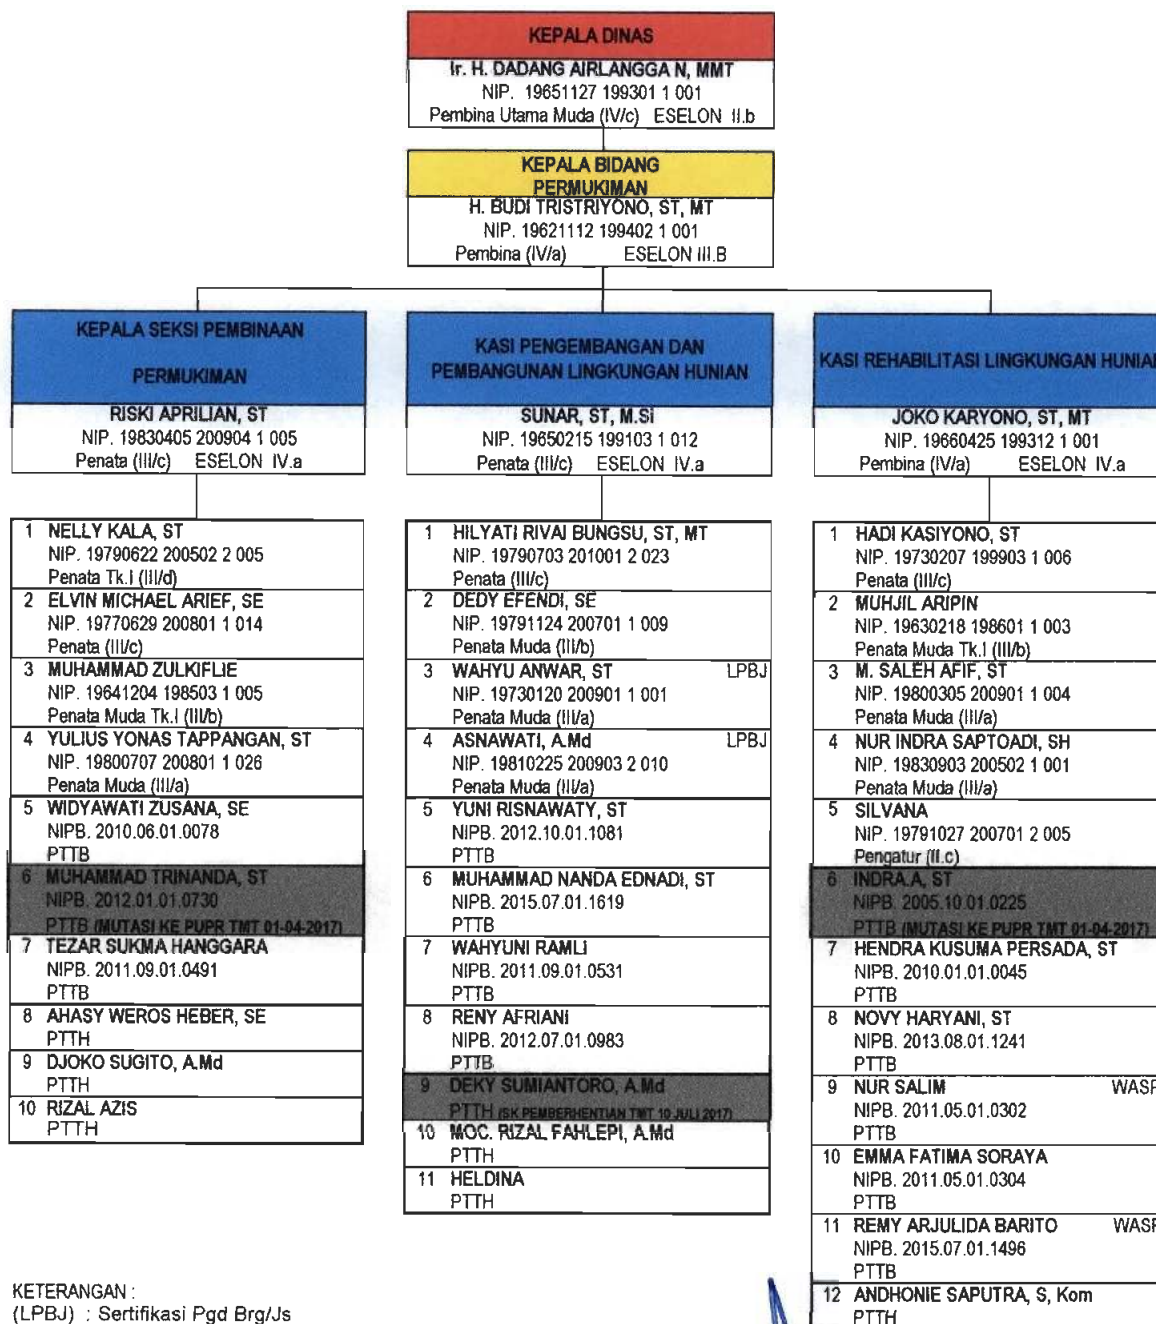 KEPALA DINAS
Ir. H. DADANG AIRLANGGA N, MMT
NIP. 19651127 199301 1 001
Pembina Utama Muda (IV/c) ESELON II.b
KEPALA BIDANG
PERMUKIMAN
H. BUDI TRISTRIYONO, ST, MT
NIP. 19621112 199402 1 001
Pembina (IV/a) ESELON III.B
KEPALA SEKSI PEMBINAAN
PERMUKIMAN
RISKI APRILIAN, ST
NIP. 19830405 200904 1 005
Penata (III/c) ESELON IV.a
1 NELLY KALA, ST
NIP. 19790622 200502 2 005
Penata Tk.I (III/d)
2 ELVIN MICHAEL ARIEF, SE
NIP. 19770629 200801 1 014
Penata (III/c)
3 MUHAMMAD ZULKIFLIE
NIP. 19641204 198503 1 005
Penata Muda Tk.I (III/b)
4 YULIUS YONAS TAPPANGAN, ST
NIP. 19800707 200801 1 026
Penata Muda (III/a)
5 WIDYAWATI ZUSANA, SE
NIPB. 2010.06.01.0078
PTTB
6 MUHAMMAD TRINANDA, ST
NIPB. 2012.01.01.0730
PTTB (MUTASI KE PUPR TMT 01-04-2017)
7 TEZAR SUKMA HANGGARA
NIPB. 2011.09.01.0491
PTTB
8 AHASY WEROS HEBER, SE
PTTH
9 DJOKO SUGITO, A.Md
PTTH
10 RIZAL AZIS
PTTH
KASI PENGEMBANGAN DAN
PEMBANGUNAN LINGKUNGAN HUNIAN
SUNAR, ST, M.Si
NIP. 19650215 199103 1 012
Penata (III/c) ESELON IV.a
1 HILYATI RIVAI BUNGSU, ST, MT
NIP. 19790703 201001 2 023
Penata (III/c)
2 DEDY EFENDI, SE
NIP. 19791124 200701 1 009
Penata Muda (III/b)
3 WAHYU ANWAR, ST LPBJ
NIP. 19730120 200901 1 001
Penata Muda (III/a)
4 ASNAWATI, A.Md LPBJ
NIP. 19810225 200903 2 010
Penata Muda (III/a)
5 YUNI RISNAWATY, ST
NIPB. 2012.10.01.1081
PTTB
6 MUHAMMAD NANDA EDNADI, ST
NIPB. 2015.07.01.1619
PTTB
7 WAHYUNI RAMLI
NIPB. 2011.09.01.0531
PTTB
8 RENY AFRIANI
NIPB. 2012.07.01.0983
PTTB
9 DEKY SUMIANTORO, A.Md
PTTH (SK PEMBERHENTIAN TMT 10 JULI 2017)
10 MOC. RIZAL FAHLEPI, A.Md
PTTH
11 HELDINA
PTTH
KASI REHABILITASI LINGKUNGAN HUNIAN
JOKO KARYONO, ST, MT
NIP. 19660425 199312 1 001
Pembina (IV/a) ESELON IV.a
1 HADI KASIYONO, ST
NIP. 19730207 199903 1 006
Penata (III/c)
2 MUHJIL ARIPIN
NIP. 19630218 198601 1 003
Penata Muda Tk.I (III/b)
3 M. SALEH AFIF, ST
NIP. 19800305 200901 1 004
Penata Muda (III/a)
4 NUR INDRA SAPTOADI, SH
NIP. 19830903 200502 1 001
Penata Muda (III/a)
5 SILVANA
NIP. 19791027 200701 2 005
Pengatur (II.c)
6 INDRA.A, ST
NIPB. 2005.10.01.0225
PTTB (MUTASI KE PUPR TMT 01-04-2017)
7 HENDRA KUSUMA PERSADA, ST
NIPB. 2010.01.01.0045
PTTB
8 NOVY HARYANI, ST
NIPB. 2013.08.01.1241
PTTB
9 NUR SALIM WASP
NIPB. 2011.05.01.0302
PTTB
10 EMMA FATIMA SORAYA
NIPB. 2011.05.01.0304
PTTB
11 REMY ARJULIDA BARITO WASP
NIPB. 2015.07.01.1496
PTTB
12 ANDHONIE SAPUTRA, S, Kom
PTTH
KETERANGAN :
(LPBJ) : Sertifikasi Pgd Brg/Js